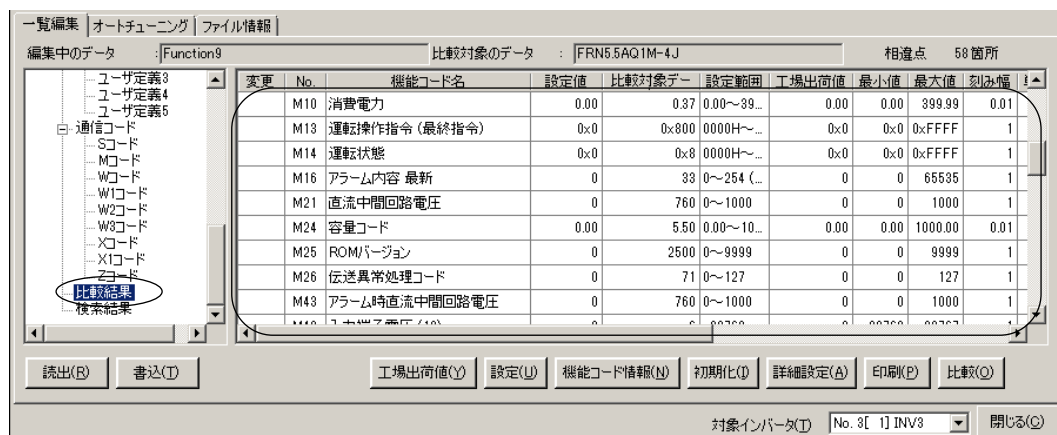 一覧編集 オートチューニング ファイル情報
編集中のデータ :Function9 比較対象のデータ : FRN5.5AQ1M-4J 相違点 58箇所
ユーザ定義3
ユーザ定義4
ユーザ定義5
通信コード
Sコード
Mコード
Wコード
W1コード
W2コード
W3コード
Xコード
X1コード
Zコード
比較結果
検索結果
変更 No. 機能コード名 設定値 比較対象デー 設定範囲 工場出荷値 最小値 最大値 刻み幅
M10 消費電力 0.00 0.37 0.00～39... 0.00 0.00 399.99 0.01
M13 運転操作指令(最終指令) 0x0 0x800 0000H～... 0x0 0x0 0xFFFF 1
M14 運転状態 0x0 0x8 0000H～... 0x0 0x0 0xFFFF 1
M16 アラーム内容 最新 0 33 0～254 (... 0 0 65535 1
M21 直流中間回路電圧 0 760 0～1000 0 0 1000 1
M24 容量コード 0.00 5.50 0.00～10... 0.00 0.00 1000.00 0.01
M25 ROMバージョン 0 2500 0～9999 0 0 9999 1
M26 伝送異常処理コード 0 71 0～127 0 0 127 1
M43 アラーム時直流中間回路電圧 0 760 0～1000 0 0 1000 1
読出(R) 書込(T) 工場出荷値(Y) 設定(U) 機能コード情報(N) 初期化(I) 詳細設定(A) 印刷(P) 比較(O)
対象インバータ(T) No. 3[ 1] INV3 閉じる(C)